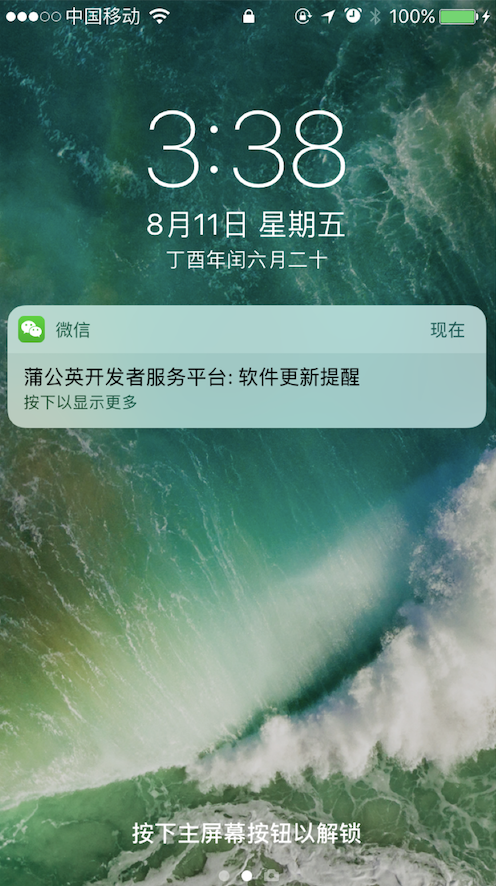 中国移动 100%
3:38
8月11日 星期五
丁酉年闰六月二十
微信 现在
蒲公英开发者服务平台: 软件更新提醒
按下以显示更多
按下主屏幕按钮以解锁